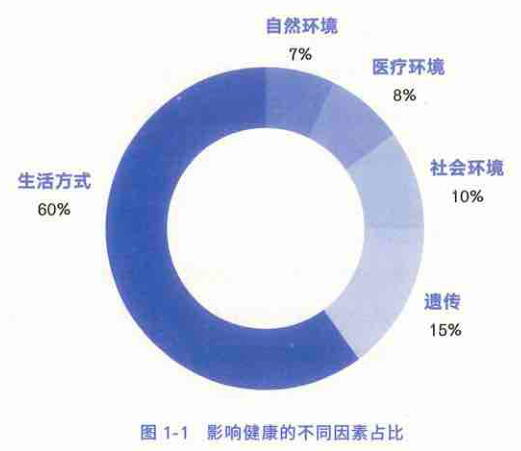 自然环境
7%
医疗环境
8%
社会环境
10%
生活方式
60%
遗传
15%
图 1-1 影响健康的不同因素占比